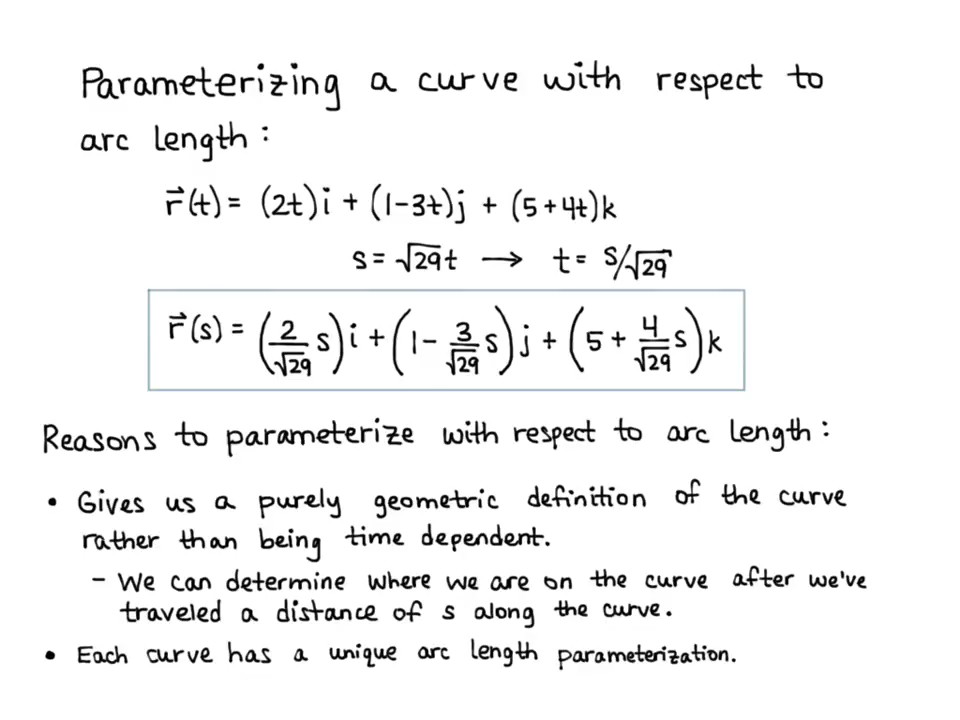 Parameterizing a curve with respect to
arc length:
r⃗(t) = (2t)i + (1-3t)j + (5+4t)k
s = √29 t → t = s/√29
r⃗(s) = (2/√29 s)i + (1 - 3/√29 s)j + (5 + 4/√29 s)k
Reasons to parameterize with respect to arc length:
• Gives us a purely geometric definition of the curve
rather than being time dependent.
- We can determine where we are on the curve after we've
traveled a distance of s along the curve.
• Each curve has a unique arc length parameterization.